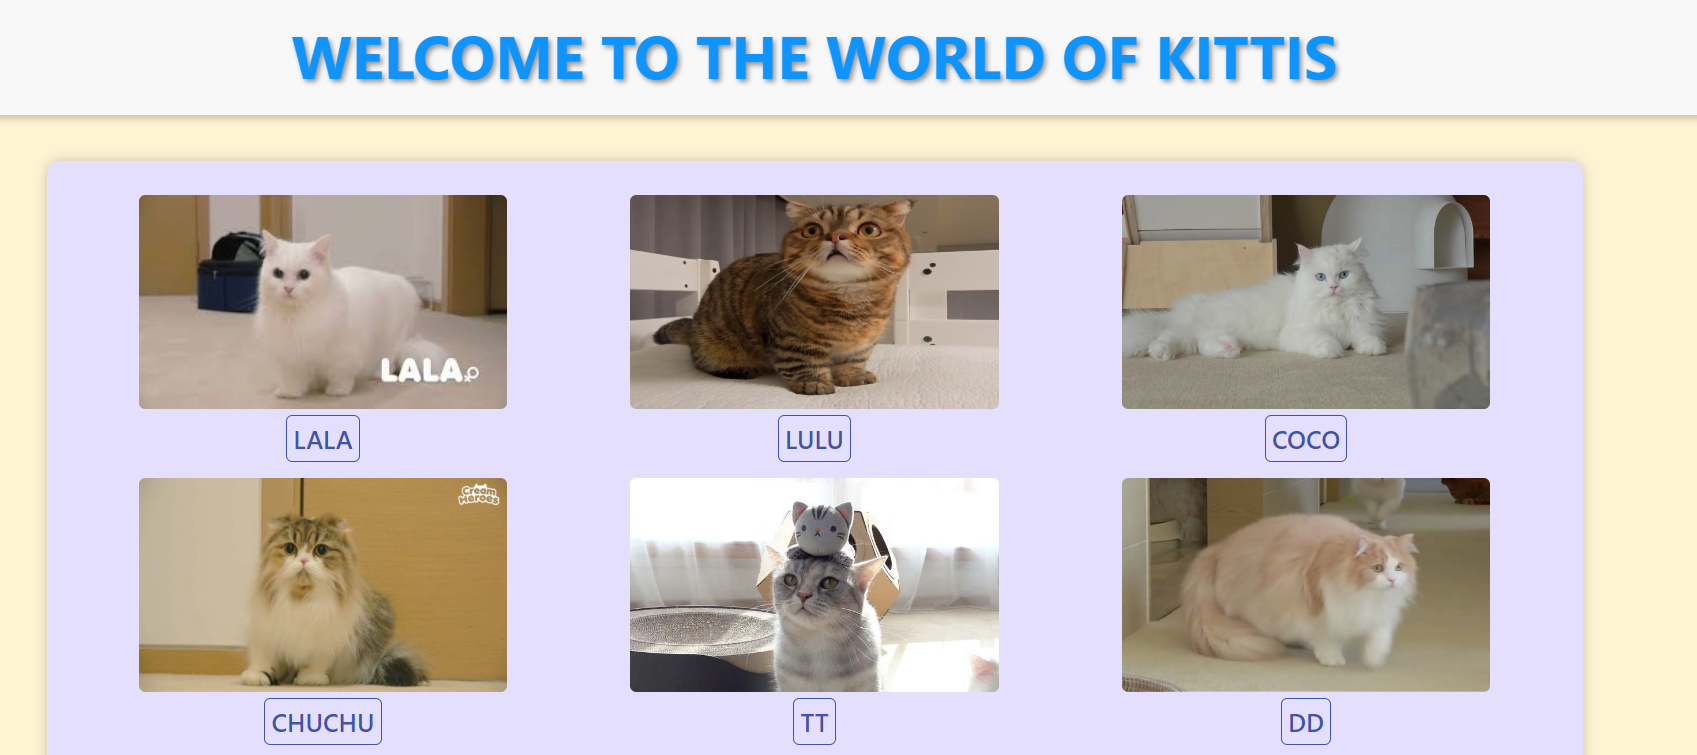 WELCOME TO THE WORLD OF KITTIS
LALA
LALA
LULU
COCO
Cream
Heroes
CHUCHU
TT
DD